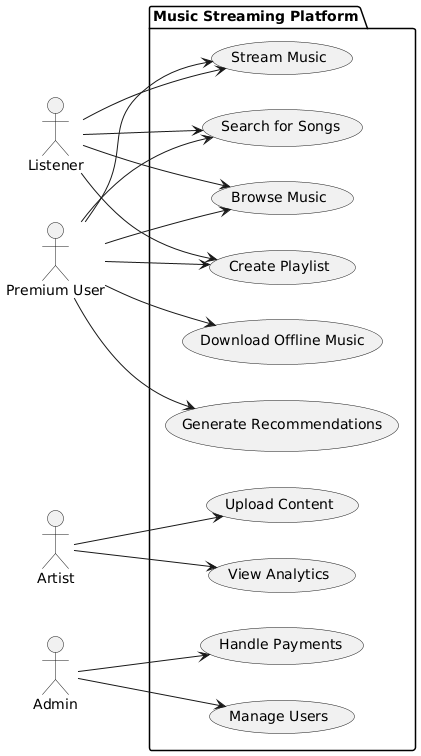 Music Streaming Platform
Stream Music
Search for Songs
Listener
Browse Music
Create Playlist
Premium User
Download Offline Music
Generate Recommendations
Upload Content
Artist
View Analytics
Handle Payments
Admin
Manage Users